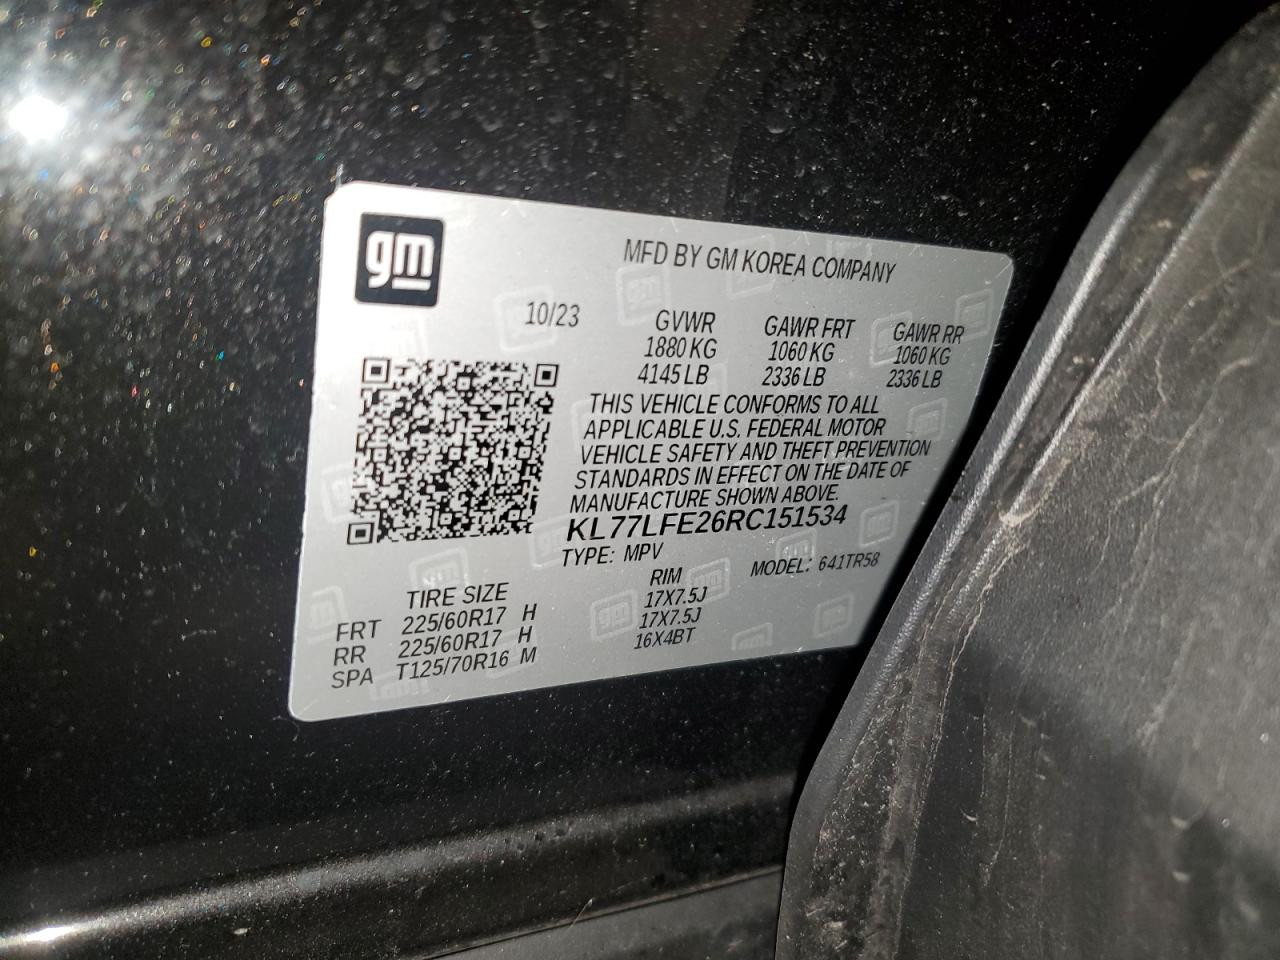 gm
MFD BY GM KOREA COMPANY
10/23
GVWR GAWR FRT GAWR RR
1880 KG 1060 KG 1060 KG
4145 LB 2336 LB 2336 LB
THIS VEHICLE CONFORMS TO ALL
APPLICABLE U.S. FEDERAL MOTOR
VEHICLE SAFETY AND THEFT PREVENTION
STANDARDS IN EFFECT ON THE DATE OF
MANUFACTURE SHOWN ABOVE.
KL77LFE26RC151534
TYPE: MPV MODEL: 641TR58
TIRE SIZE RIM
FRT 225/60R17 H 17X7.5J
RR 225/60R17 H 17X7.5J
SPA T125/70R16 M 16X4BT